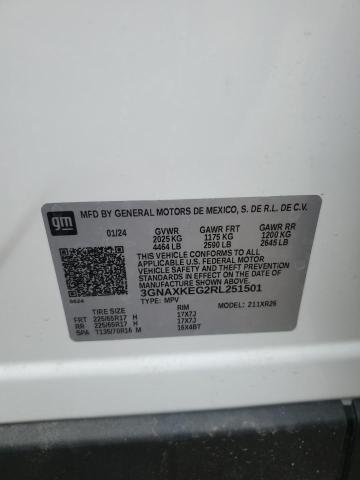 gm
MFD BY GENERAL MOTORS DE MEXICO, S. DE R.L. DE C.V.
01/24 GVWR GAWR FRT GAWR RR
2025 KG 1175 KG 1200 KG
4464 LB 2590 LB 2645 LB
THIS VEHICLE CONFORMS TO ALL
APPLICABLE U.S. FEDERAL MOTOR
VEHICLE SAFETY, BUMPER, AND
THEFT PREVENTION STANDARDS IN
EFFECT ON THE DATE OF
MANUFACTURE SHOWN ABOVE.
3GNAXKEG2RL251501
TYPE: MPV MODEL: 211XR26
TIRE SIZE RIM
FRT 225/65R17 H 17X7J
RR 225/65R17 H 17X7J
SPA T135/70R16 M 16X4BT